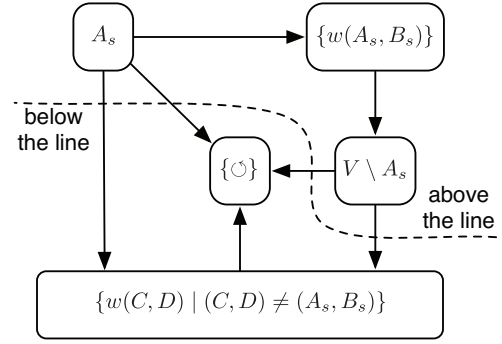 A_s
{w(A_s, B_s)}
below
the line
{↺}
V \ A_s
above
the line
{w(C, D) | (C, D) ≠ (A_s, B_s)}